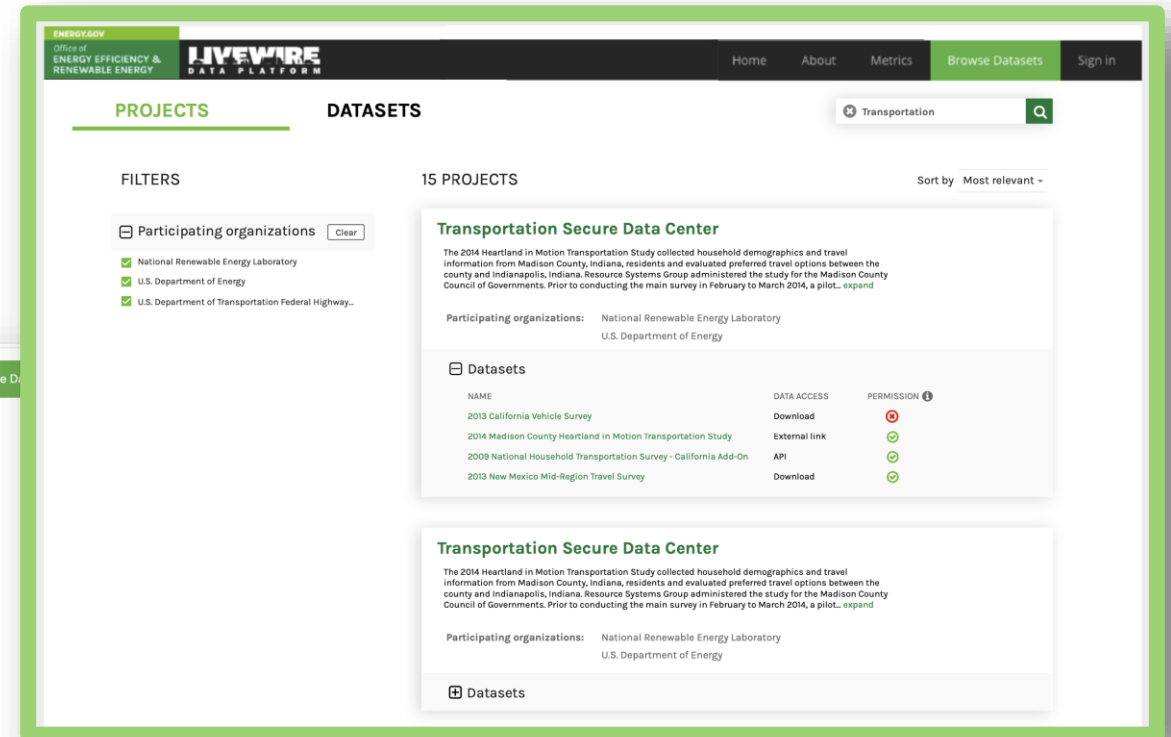 ENERGY.GOV
Office of
ENERGY EFFICIENCY &
RENEWABLE ENERGY
LIVEWIRE
DATA PLATFORM
Home About Metrics Browse Datasets Sign in
PROJECTS DATASETS
Transportation
FILTERS
15 PROJECTS
Sort by Most relevant
Participating organizations Clear
National Renewable Energy Laboratory
U.S. Department of Energy
U.S. Department of Transportation Federal Highway...
Transportation Secure Data Center
The 2014 Heartland in Motion Transportation Study collected household demographics and travel
information from Madison County, Indiana, residents and evaluated preferred travel options between the
county and Indianapolis, Indiana. Resource Systems Group administered the study for the Madison County
Council of Governments. Prior to conducting the main survey in February to March 2014, a pilot... expand
Participating organizations: National Renewable Energy Laboratory
U.S. Department of Energy
Datasets
NAME DATA ACCESS PERMISSION
2013 California Vehicle Survey Download
2014 Madison County Heartland in Motion Transportation Study External link
2009 National Household Transportation Survey - California Add-On API
2013 New Mexico Mid-Region Travel Survey Download
Transportation Secure Data Center
The 2014 Heartland in Motion Transportation Study collected household demographics and travel
information from Madison County, Indiana, residents and evaluated preferred travel options between the
county and Indianapolis, Indiana. Resource Systems Group administered the study for the Madison County
Council of Governments. Prior to conducting the main survey in February to March 2014, a pilot... expand
Participating organizations: National Renewable Energy Laboratory
U.S. Department of Energy
Datasets